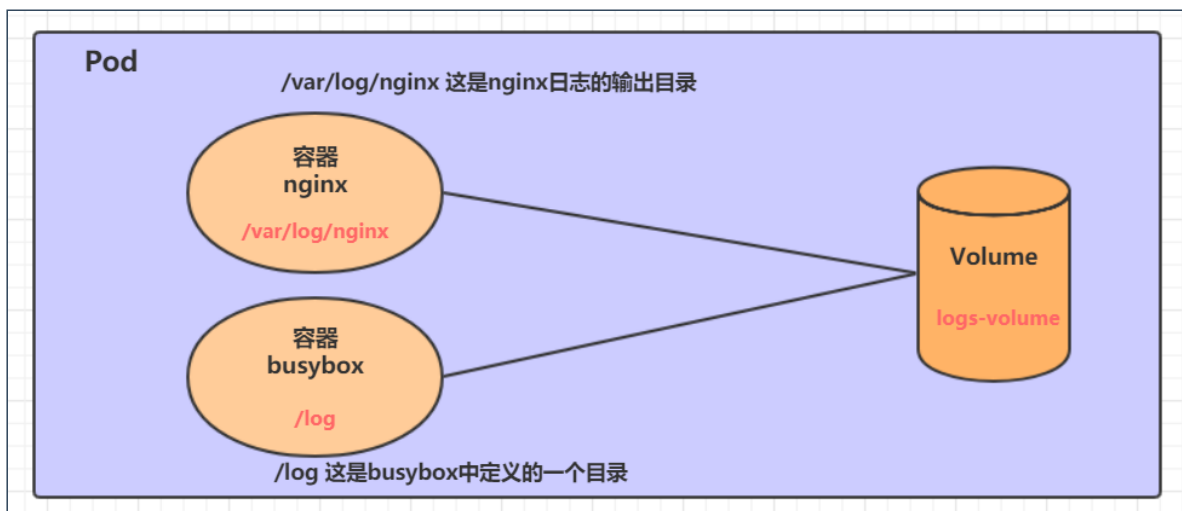 Pod
/var/log/nginx 这是nginx日志的输出目录
容器
nginx
/var/log/nginx
容器
busybox
/log
/log 这是busybox中定义的一个目录
Volume
logs-volume